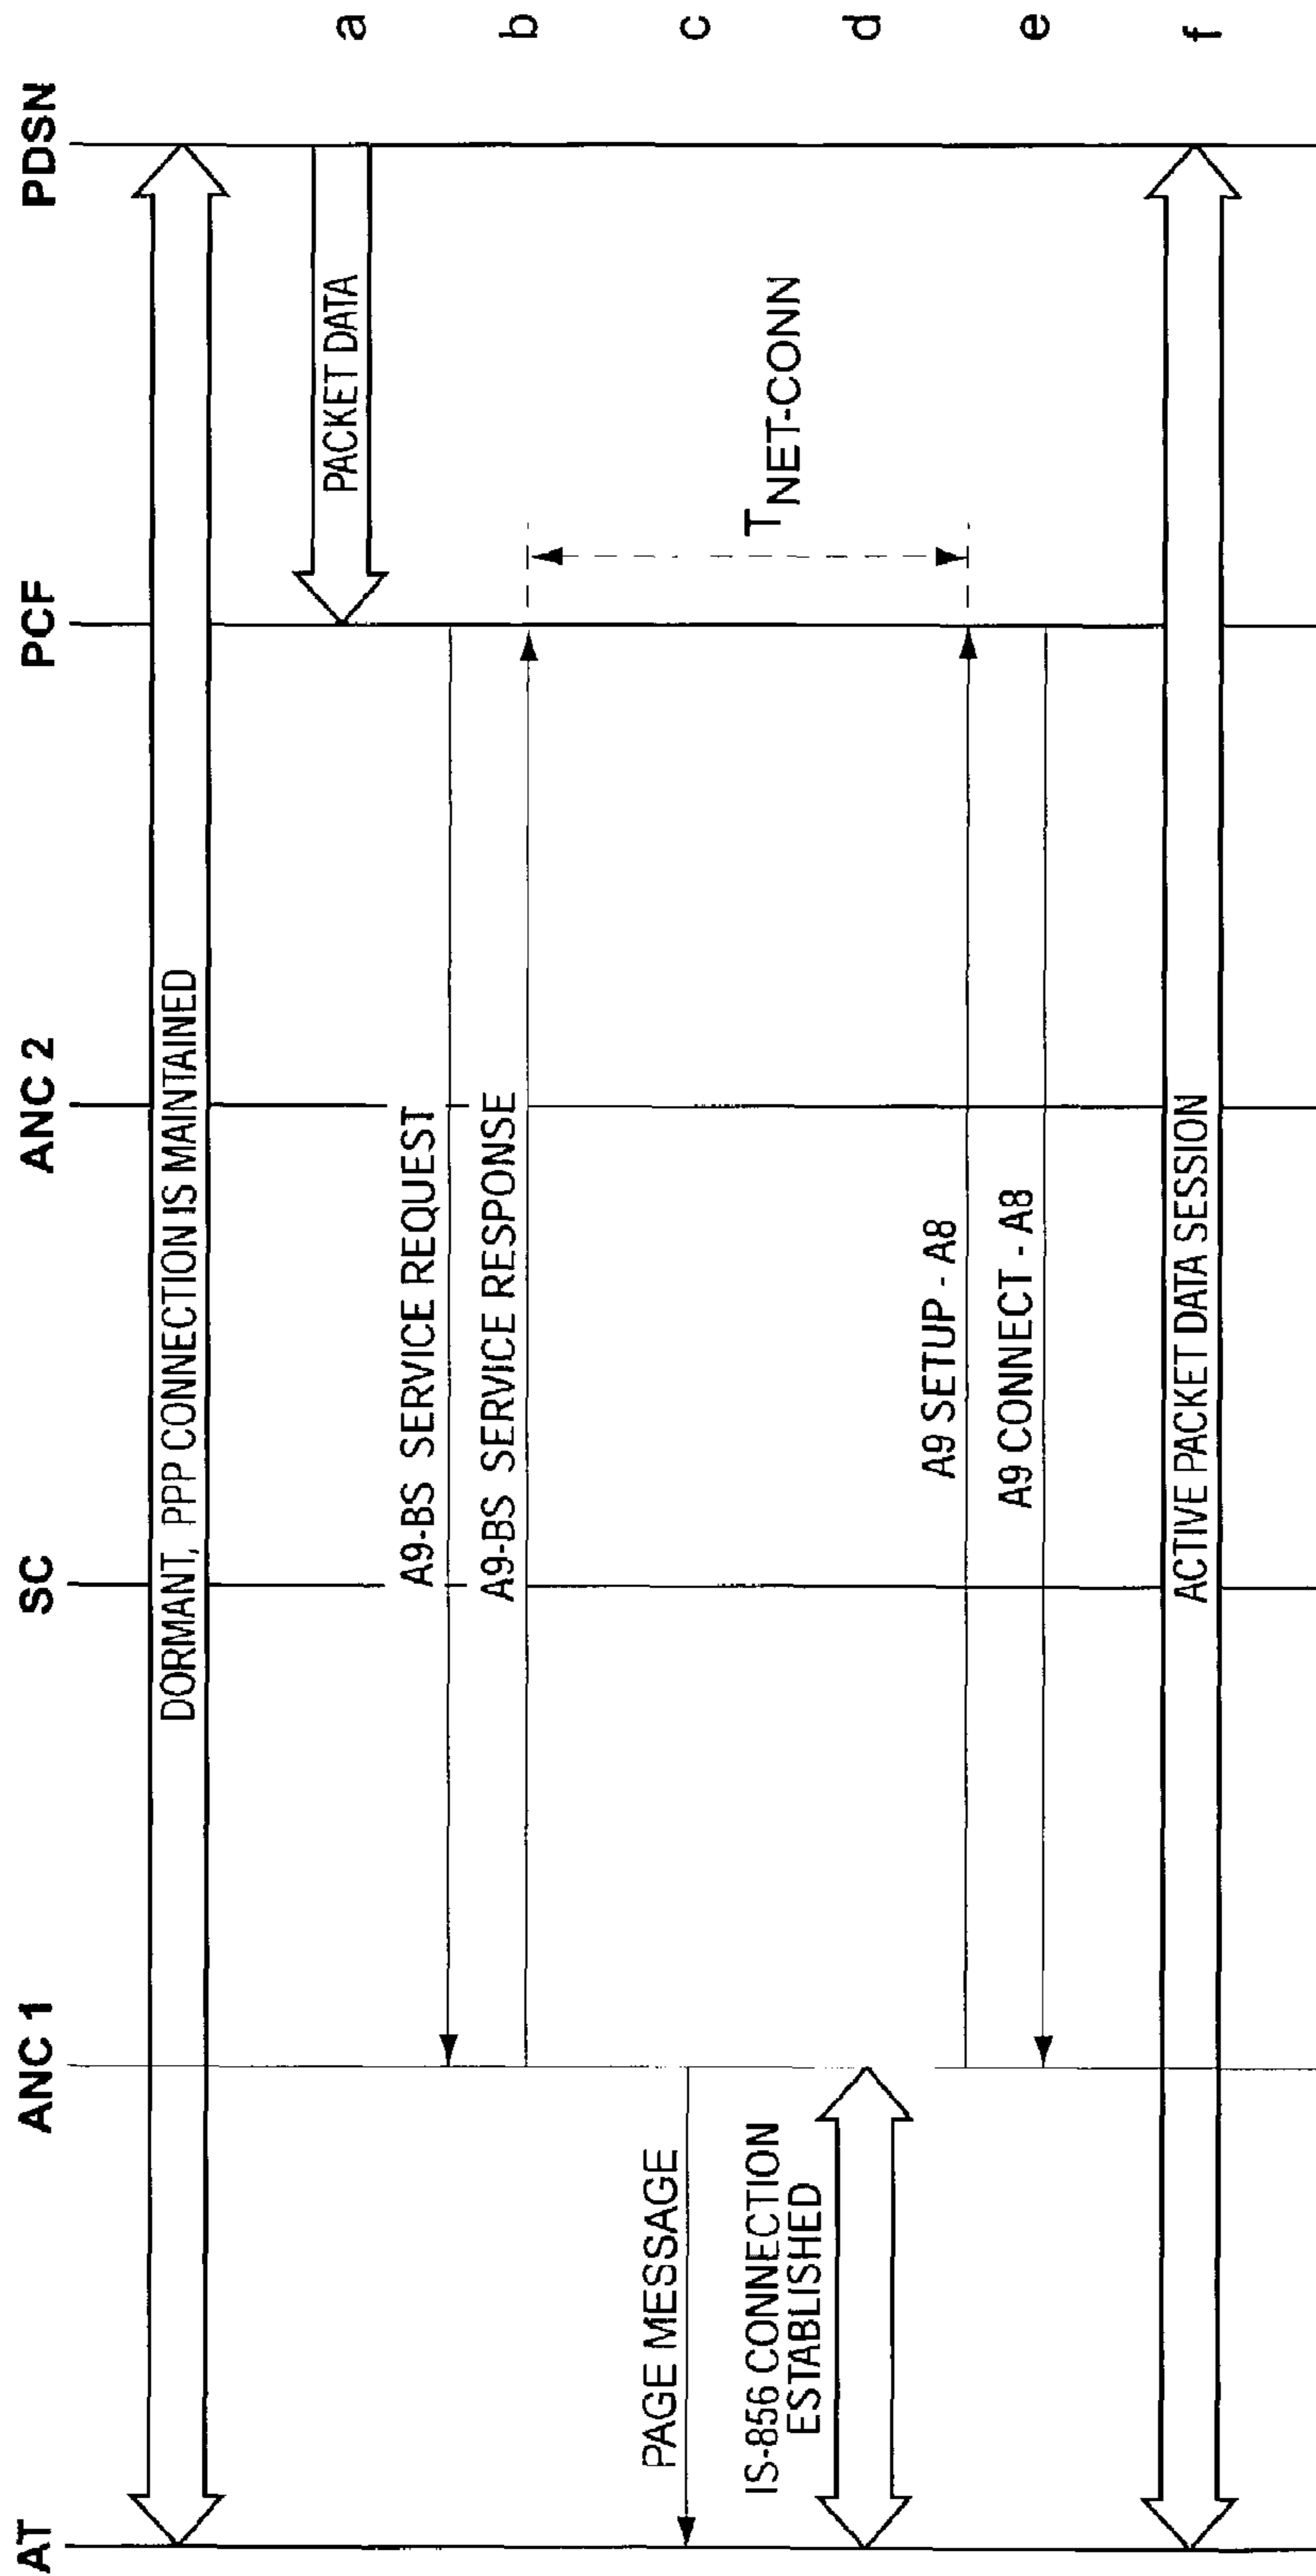 AT
ANC 1
SC
ANC 2
PCF
PDSN
DORMANT, PPP CONNECTION IS MAINTAINED
PACKET DATA
a
A9-BS SERVICE REQUEST
A9-BS SERVICE RESPONSE
b
PAGE MESSAGE
c
IS-856 CONNECTION
ESTABLISHED
TNET-CONN
d
A9 SETUP - A8
A9 CONNECT - A8
e
ACTIVE PACKET DATA SESSION
f